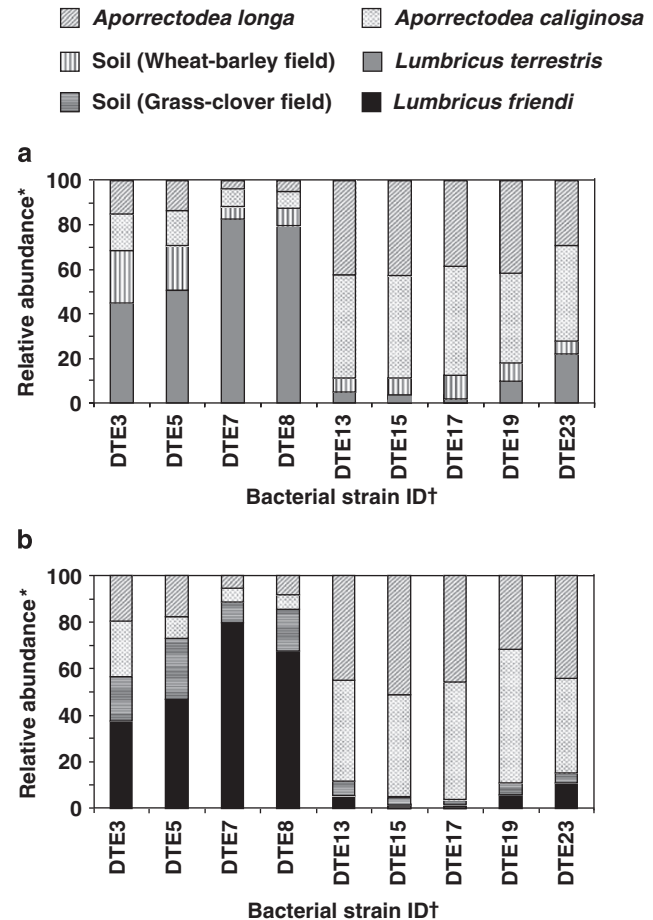 Aporrectodea longa Aporrectodea caliginosa
Soil (Wheat-barley field) Lumbricus terrestris
Soil (Grass-clover field) Lumbricus friendi
a
100
80
60
40
20
0
Relative abundance*
DTE3 DTE5 DTE7 DTE8 DTE13 DTE15 DTE17 DTE19 DTE23
Bacterial strain ID†
b
100
80
60
40
20
0
Relative abundance*
DTE3 DTE5 DTE7 DTE8 DTE13 DTE15 DTE17 DTE19 DTE23
Bacterial strain ID†